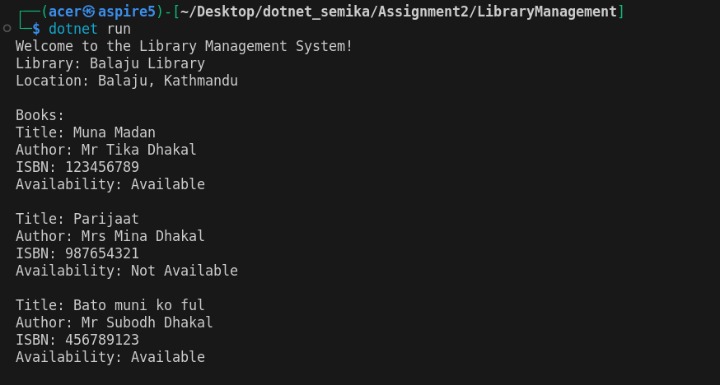 ┌──(acer㉿aspire5)-[~/Desktop/dotnet_semika/Assignment2/LibraryManagement]
└─$ dotnet run
Welcome to the Library Management System!
Library: Balaju Library
Location: Balaju, Kathmandu
Books:
Title: Muna Madan
Author: Mr Tika Dhakal
ISBN: 123456789
Availability: Available
Title: Parijaat
Author: Mrs Mina Dhakal
ISBN: 987654321
Availability: Not Available
Title: Bato muni ko ful
Author: Mr Subodh Dhakal
ISBN: 456789123
Availability: Available